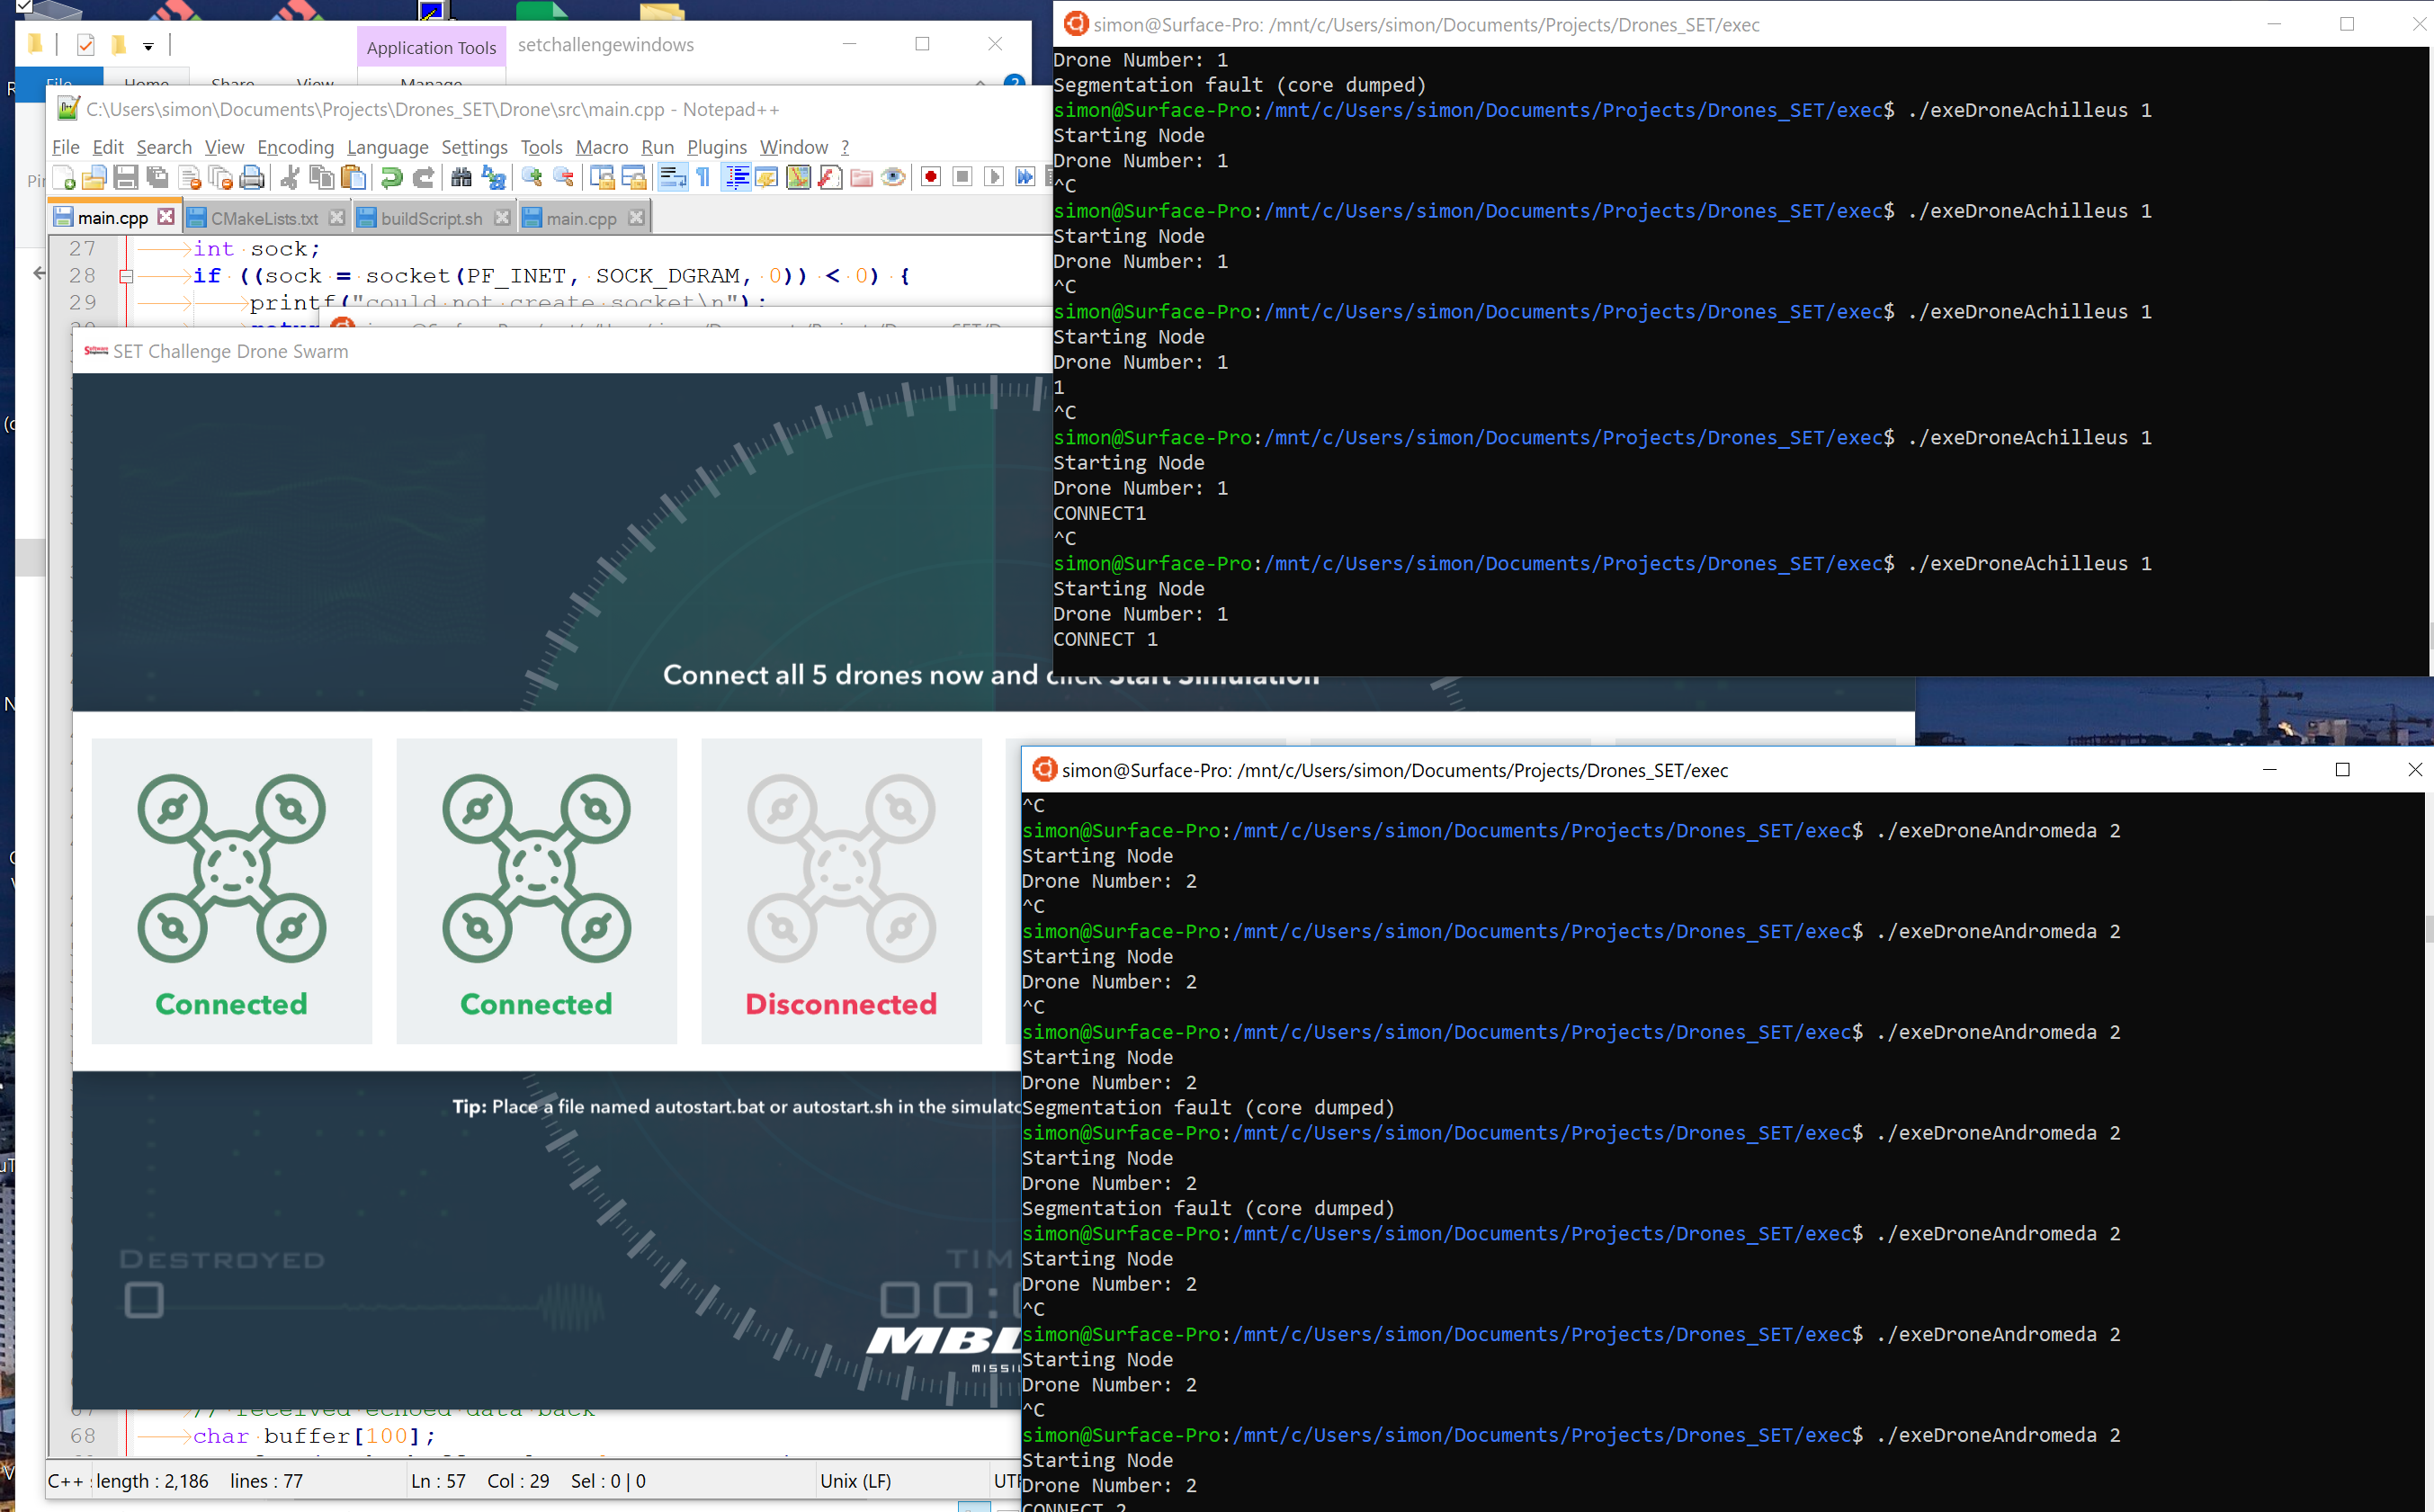 Application Tools
setchallengewindows
File
Home
Share
View
Manage
C:\Users\simon\Documents\Projects\Drones_SET\Drone\src\main.cpp - Notepad++
File Edit Search View Encoding Language Settings Tools Macro Run Plugins Window ?
main.cpp
CMakeLists.txt
buildScript.sh
main.cpp
27 int sock;
28 if ((sock = socket(PF_INET, SOCK_DGRAM, 0)) < 0) {
29 printf("could not create socket\n");
SET Challenge Drone Swarm
Connect all 5 drones now and click Start Simulation
Connected
Connected
Disconnected
Tip: Place a file named autostart.bat or autostart.sh in the simulato
DESTROYED
0
TIM
00:
MBD
MISSI
67 // received echoed data back
68 char buffer[100];
C++ length : 2,186 lines : 77
Ln : 57 Col : 29 Sel : 0 | 0
Unix (LF)
UTF
simon@Surface-Pro: /mnt/c/Users/simon/Documents/Projects/Drones_SET/exec
Drone Number: 1
Segmentation fault (core dumped)
simon@Surface-Pro:/mnt/c/Users/simon/Documents/Projects/Drones_SET/exec$ ./exeDroneAchilleus 1
Starting Node
Drone Number: 1
^C
simon@Surface-Pro:/mnt/c/Users/simon/Documents/Projects/Drones_SET/exec$ ./exeDroneAchilleus 1
Starting Node
Drone Number: 1
^C
simon@Surface-Pro:/mnt/c/Users/simon/Documents/Projects/Drones_SET/exec$ ./exeDroneAchilleus 1
Starting Node
Drone Number: 1
1
^C
simon@Surface-Pro:/mnt/c/Users/simon/Documents/Projects/Drones_SET/exec$ ./exeDroneAchilleus 1
Starting Node
Drone Number: 1
CONNECT1
^C
simon@Surface-Pro:/mnt/c/Users/simon/Documents/Projects/Drones_SET/exec$ ./exeDroneAchilleus 1
Starting Node
Drone Number: 1
CONNECT 1
simon@Surface-Pro: /mnt/c/Users/simon/Documents/Projects/Drones_SET/exec
^C
simon@Surface-Pro:/mnt/c/Users/simon/Documents/Projects/Drones_SET/exec$ ./exeDroneAndromeda 2
Starting Node
Drone Number: 2
^C
simon@Surface-Pro:/mnt/c/Users/simon/Documents/Projects/Drones_SET/exec$ ./exeDroneAndromeda 2
Starting Node
Drone Number: 2
^C
simon@Surface-Pro:/mnt/c/Users/simon/Documents/Projects/Drones_SET/exec$ ./exeDroneAndromeda 2
Starting Node
Drone Number: 2
Segmentation fault (core dumped)
simon@Surface-Pro:/mnt/c/Users/simon/Documents/Projects/Drones_SET/exec$ ./exeDroneAndromeda 2
Starting Node
Drone Number: 2
Segmentation fault (core dumped)
simon@Surface-Pro:/mnt/c/Users/simon/Documents/Projects/Drones_SET/exec$ ./exeDroneAndromeda 2
Starting Node
Drone Number: 2
^C
simon@Surface-Pro:/mnt/c/Users/simon/Documents/Projects/Drones_SET/exec$ ./exeDroneAndromeda 2
Starting Node
Drone Number: 2
^C
simon@Surface-Pro:/mnt/c/Users/simon/Documents/Projects/Drones_SET/exec$ ./exeDroneAndromeda 2
Starting Node
Drone Number: 2
CONNECT 2